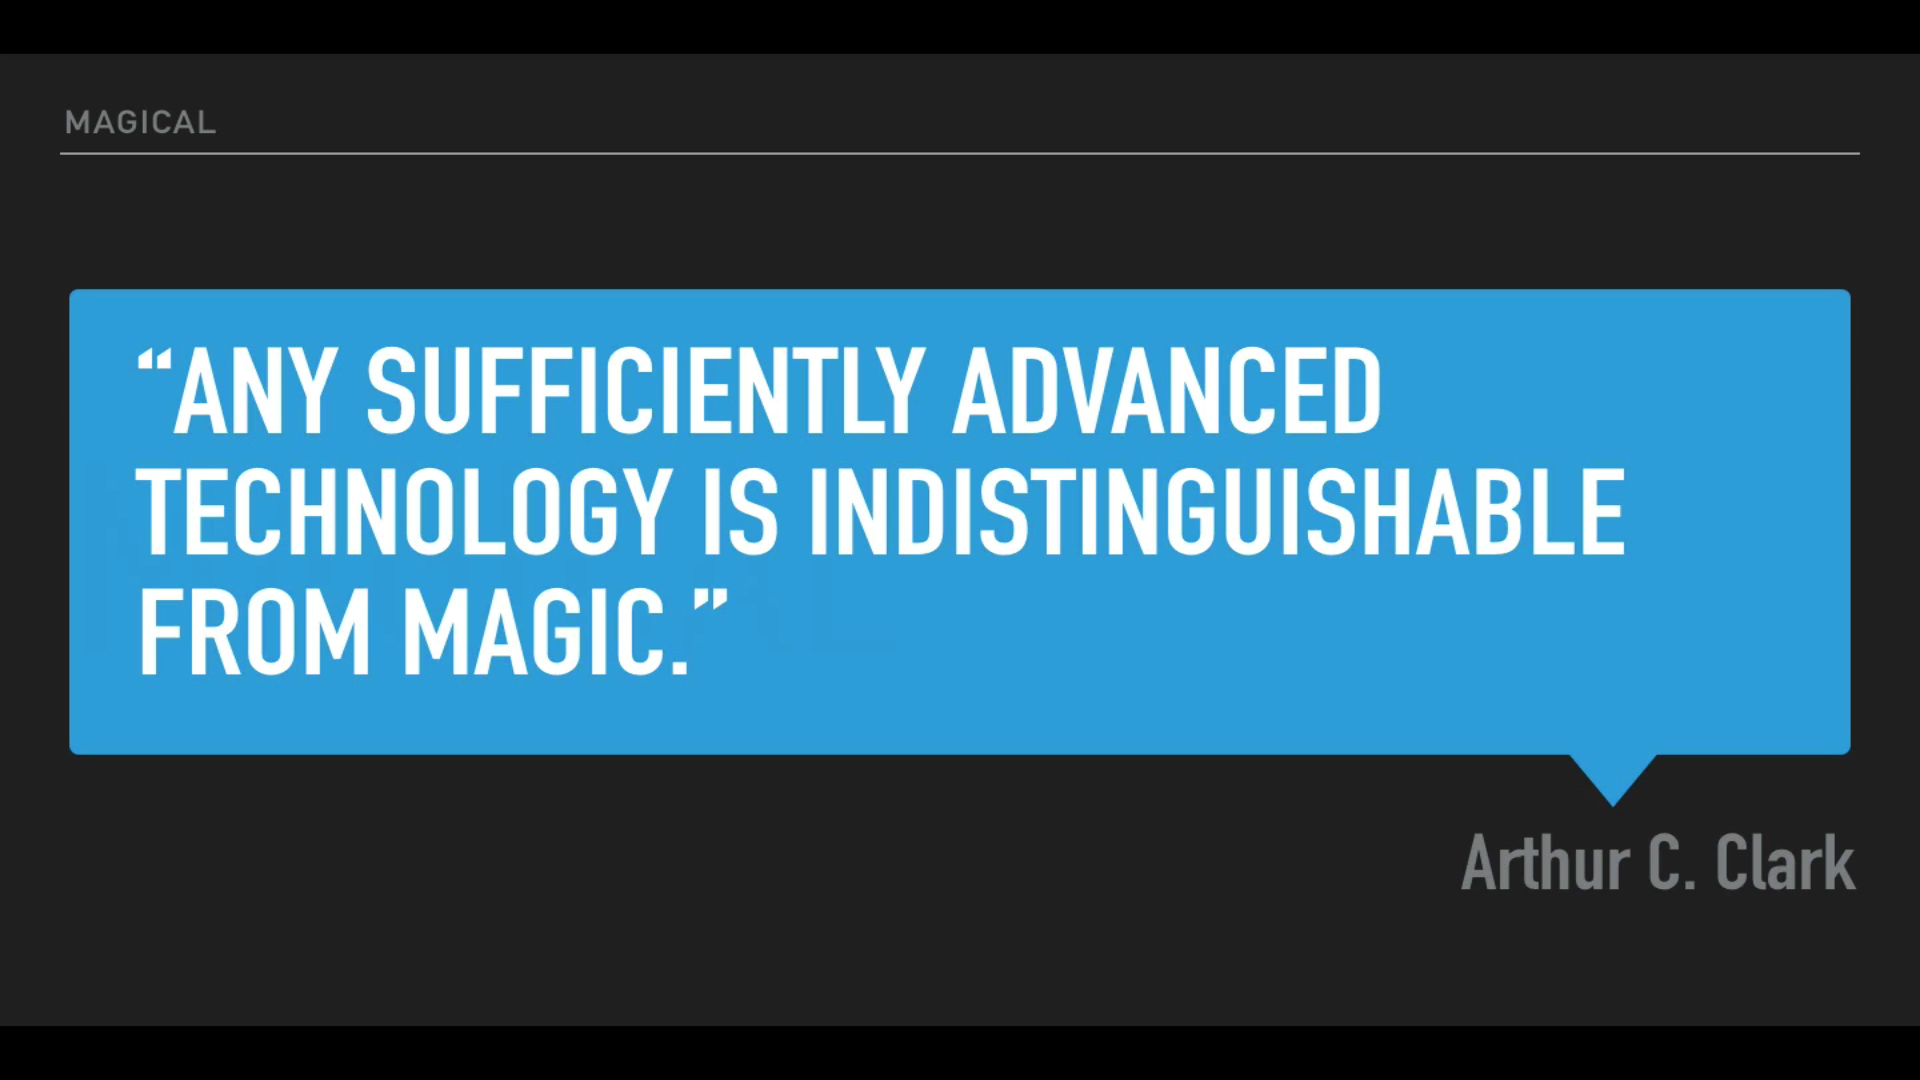 MAGICAL
“ANY SUFFICIENTLY ADVANCED
TECHNOLOGY IS INDISTINGUISHABLE
FROM MAGIC.”
Arthur C. Clark